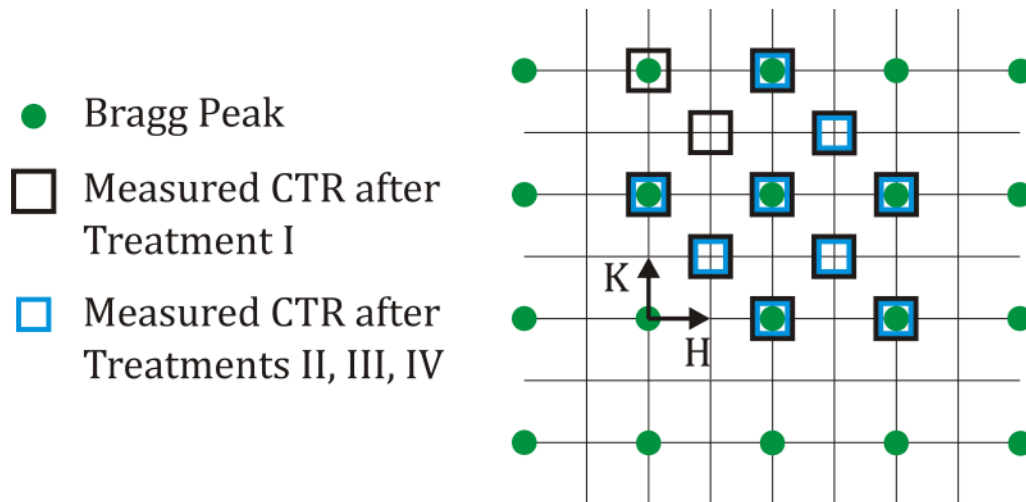 Bragg Peak
Measured CTR after
Treatment I
Measured CTR after
Treatments II, III, IV
K
H